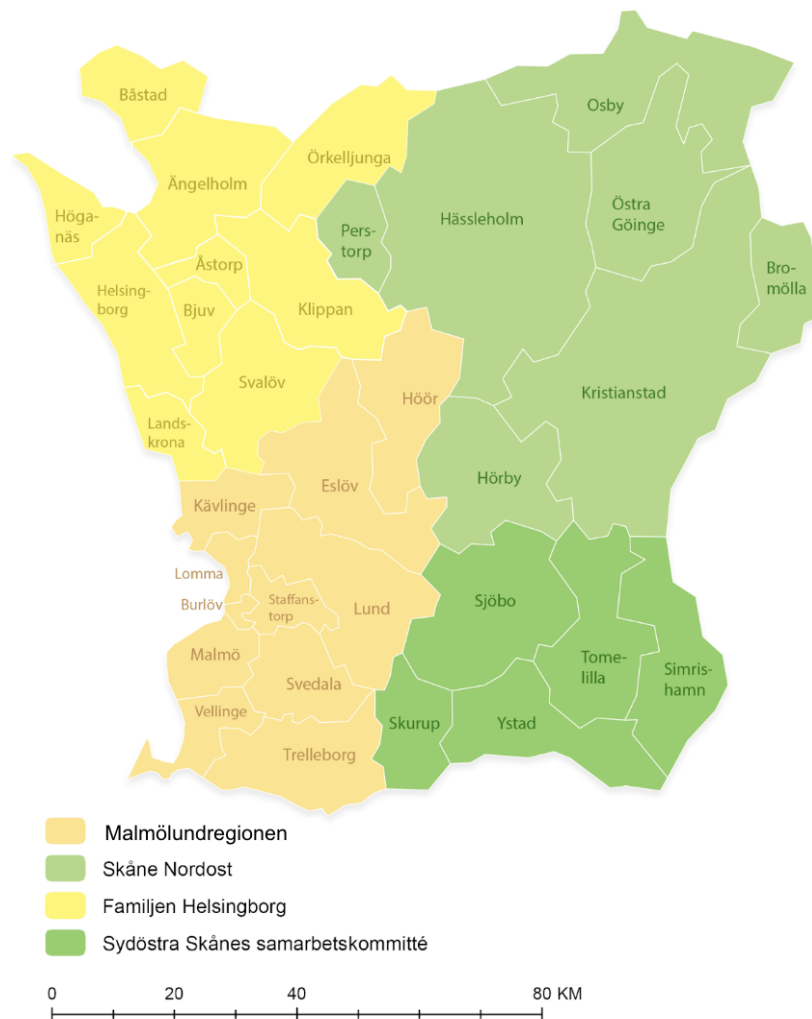 Båstad
Osby
Örkelljunga
Ängelholm
Östra
Göinge
Höga-
näs
Hässleholm
Pers-
torp
Åstorp
Bro-
mölla
Helsing-
borg
Bjuv
Klippan
Svalöv
Höör
Kristianstad
Lands-
krona
Hörby
Eslöv
Kävlinge
Lomma
Burlöv
Staffans-
torp
Lund
Sjöbo
Malmö
Tome-
lilla
Simris-
hamn
Svedala
Vellinge
Skurup
Ystad
Trelleborg
Malmölundregionen
Skåne Nordost
Familjen Helsingborg
Sydöstra Skånes samarbetskommitté
0 20 40 80 KM